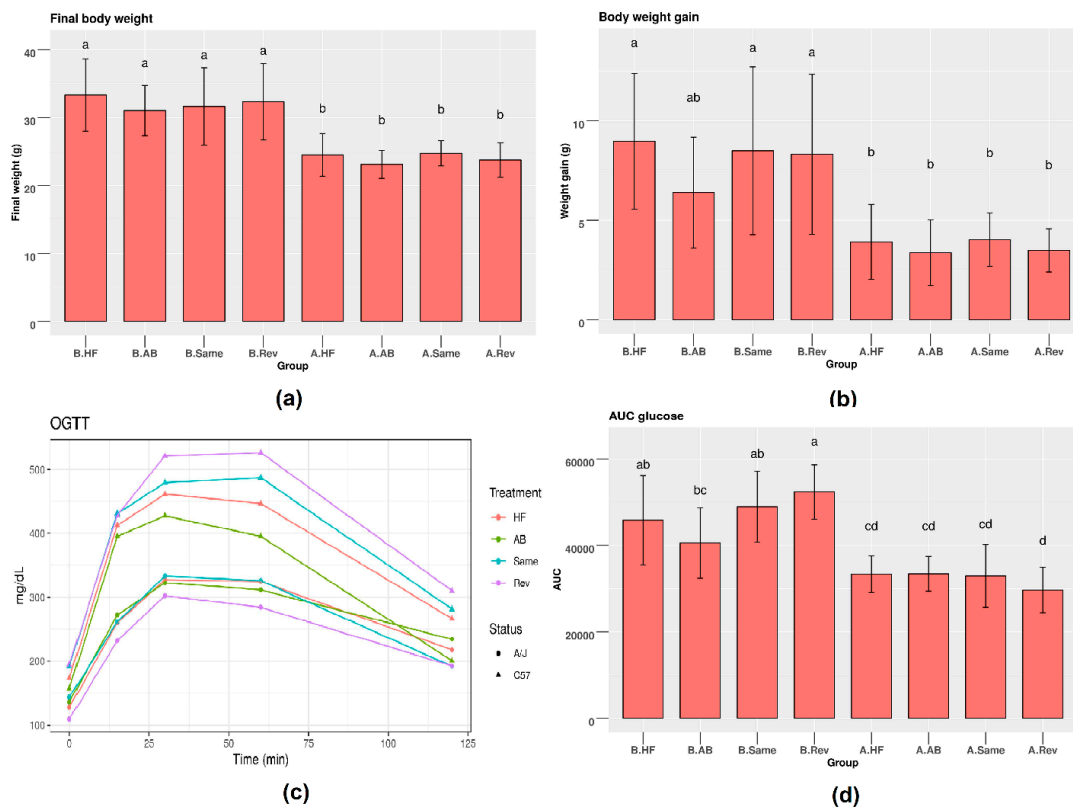 Final body weight
a
a
a
a
b
b
b
b
40
30
20
10
0
Final weight (g)
B.HF B.AB B.Same B.Rev A.HF A.AB A.Same A.Rev
Group
(a)
Body weight gain
a
ab
a
a
b
b
b
b
10
5
0
Weight gain (g)
B.HF B.AB B.Same B.Rev A.HF A.AB A.Same A.Rev
Group
(b)
OGTT
500
400
300
200
100
mg/dL
0 25 50 75 100 125
Time (min)
Treatment
HF
AB
Same
Rev
Status
A/J
C57
(c)
AUC glucose
ab
bc
ab
a
cd
cd
cd
d
60000
40000
20000
0
AUC
B.HF B.AB B.Same B.Rev A.HF A.AB A.Same A.Rev
Group
(d)